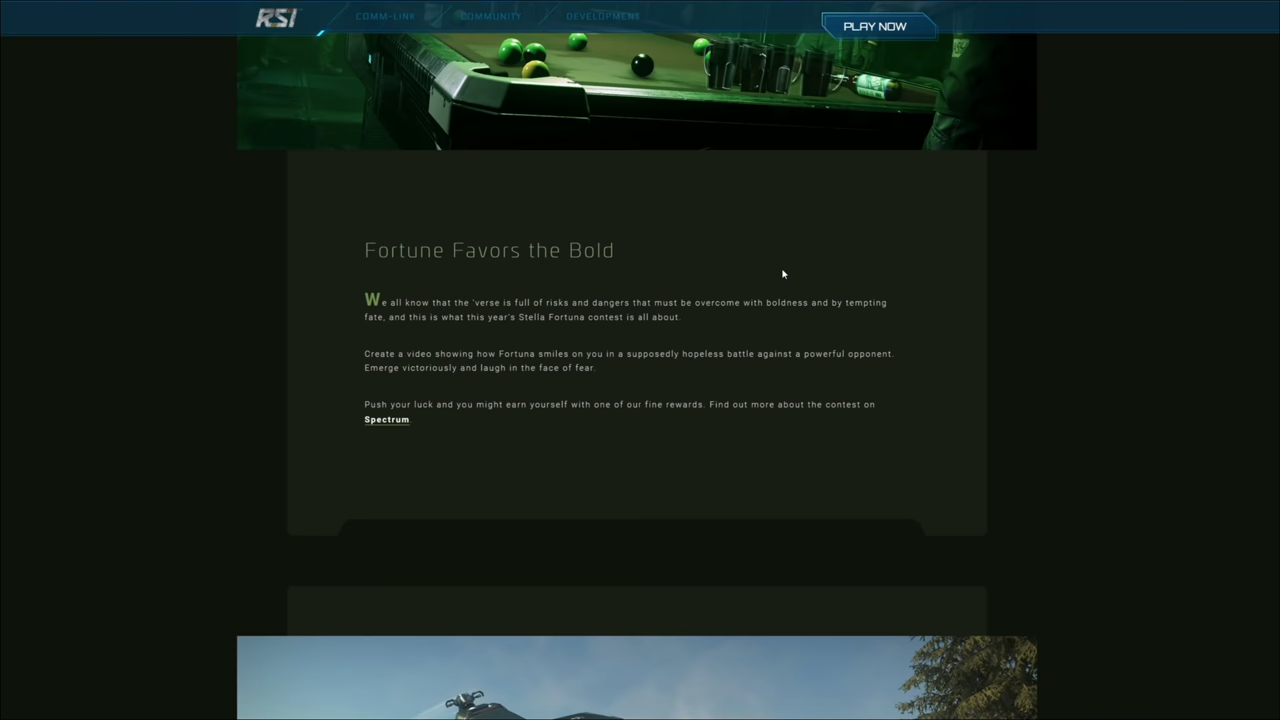 RSI
COMM-LINK
COMMUNITY
DEVELOPMENT
PLAY NOW
Fortune Favors the Bold
We all know that the 'verse is full of risks and dangers that must be overcome with boldness and by tempting
fate, and this is what this year's Stella Fortuna contest is all about.
Create a video showing how Fortuna smiles on you in a supposedly hopeless battle against a powerful opponent.
Emerge victoriously and laugh in the face of fear.
Push your luck and you might earn yourself with one of our fine rewards. Find out more about the contest on
Spectrum.